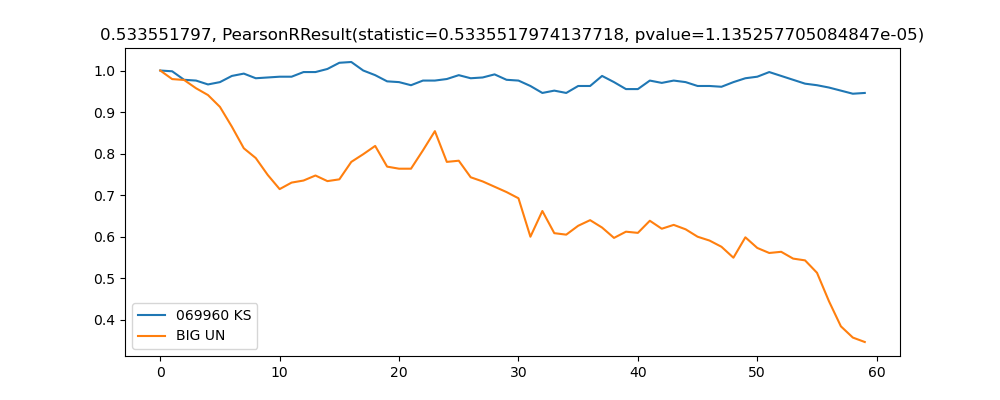 0.533551797, PearsonRResult(statistic=0.5335517974137718, pvalue=1.135257705084847e-05)
1.0
0.9
0.8
0.7
0.6
0.5
0.4
069960 KS
BIG UN
0 10 20 30 40 50 60